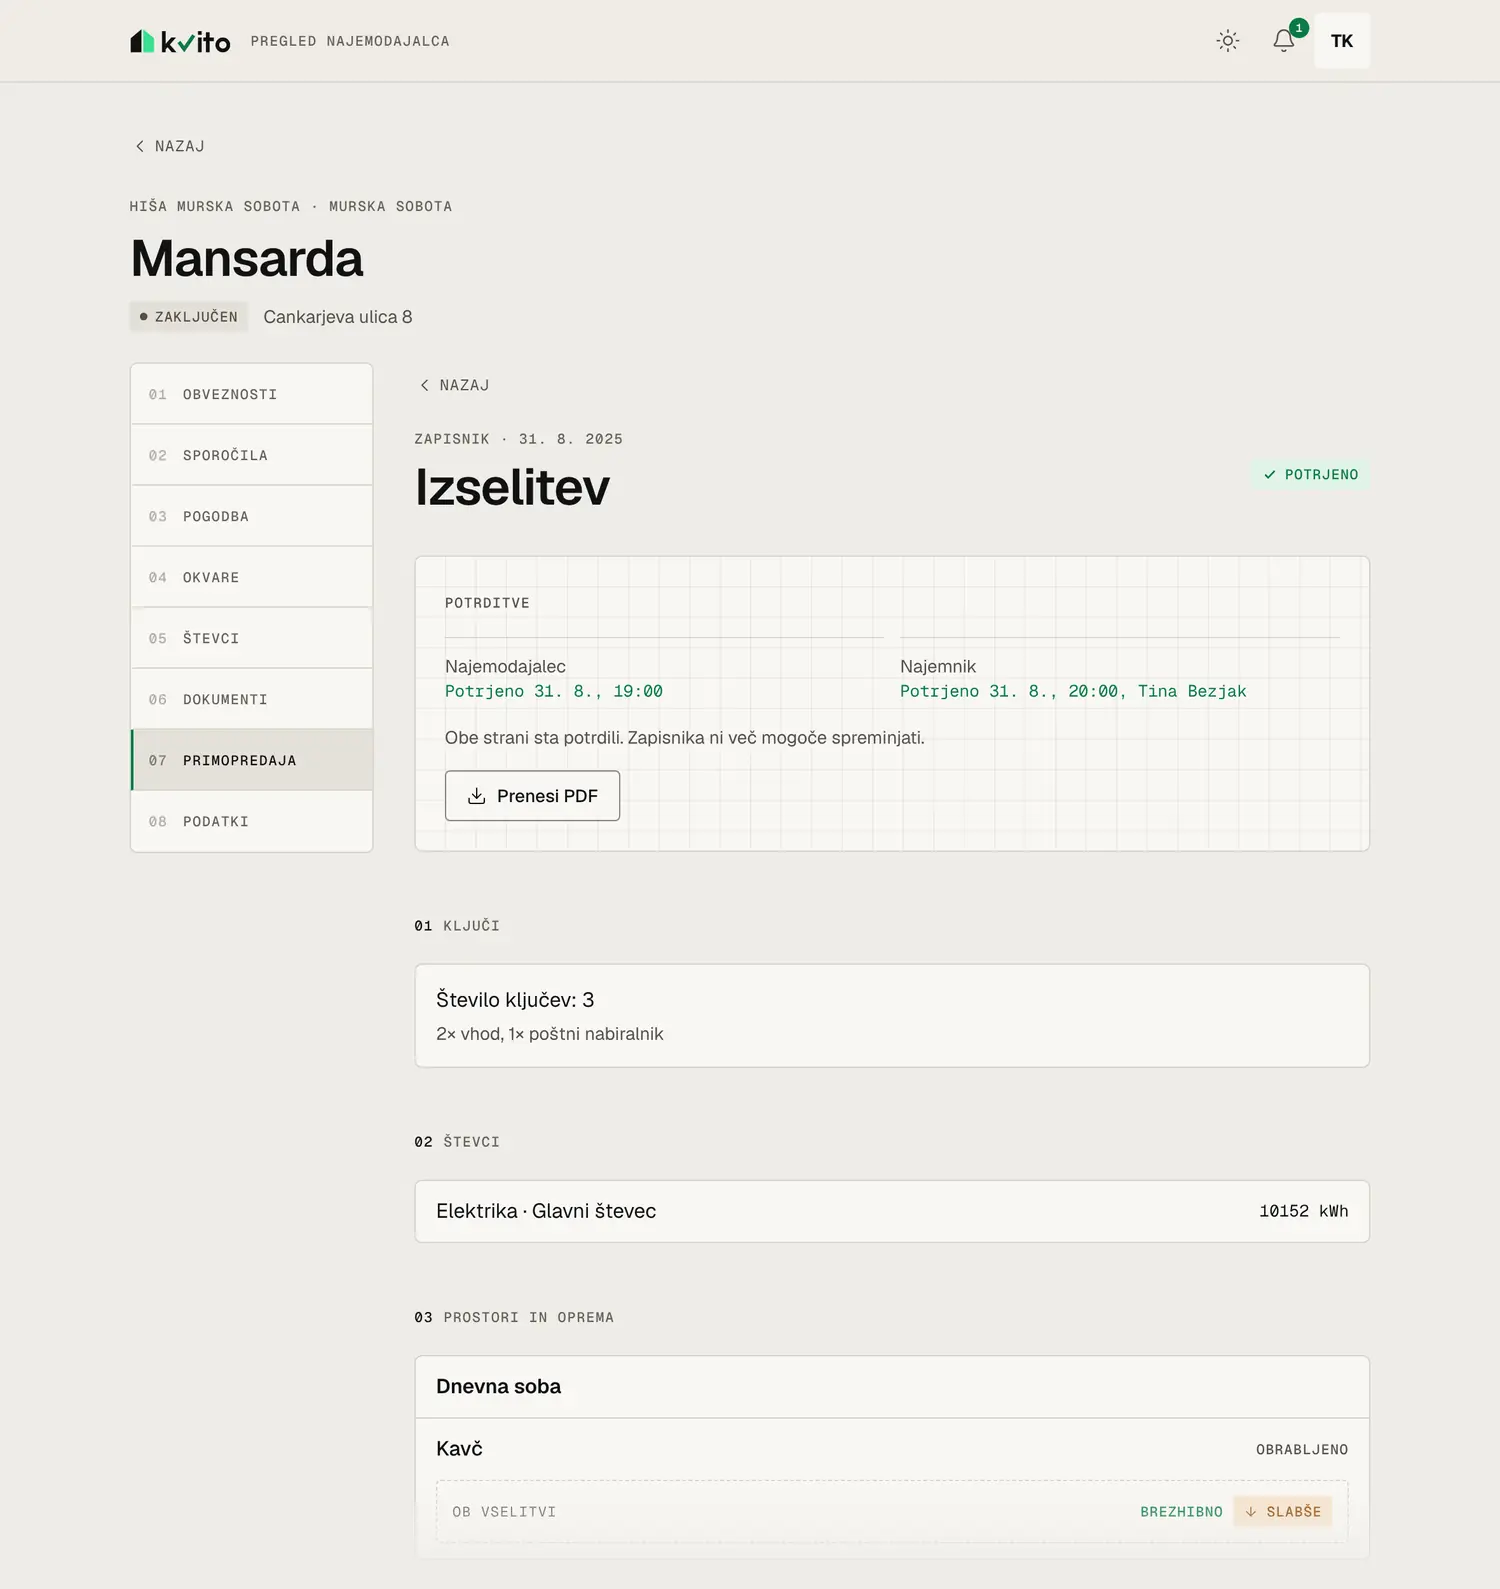 kvito PREGLED NAJEMODAJALCA
1
TK
NAZAJ
HIŠA MURSKA SOBOTA · MURSKA SOBOTA
Mansarda
ZAKLJUČEN Cankarjeva ulica 8
01 OBVEZNOSTI
02 SPOROČILA
03 POGODBA
04 OKVARE
05 ŠTEVCI
06 DOKUMENTI
07 PRIMOPREDAJA
08 PODATKI
NAZAJ
ZAPISNIK · 31. 8. 2025
Izselitev
POTRJENO
POTRDITVE
Najemodajalec
Potrjeno 31. 8., 19:00
Najemnik
Potrjeno 31. 8., 20:00, Tina Bezjak
Obe strani sta potrdili. Zapisnika ni več mogoče spreminjati.
Prenesi PDF
01 KLJUČI
Število ključev: 3
2× vhod, 1× poštni nabiralnik
02 ŠTEVCI
Elektrika · Glavni števec 10152 kWh
03 PROSTORI IN OPREMA
Dnevna soba
Kavč OBRABLJENO
OB VSELITVI BREZHIBNO ↓ SLABŠE